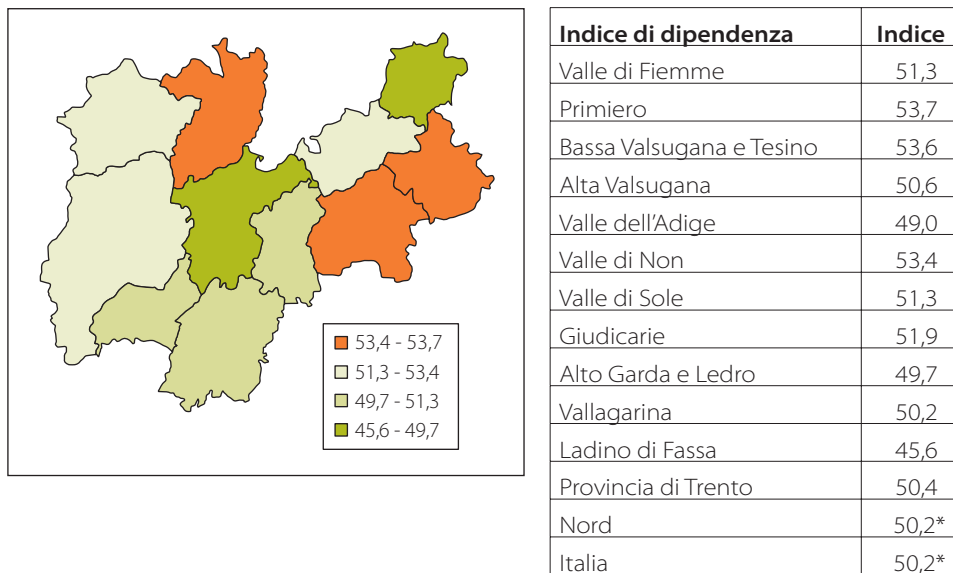 53,4 - 53,7
51,3 - 53,4
49,7 - 51,3
45,6 - 49,7
Indice di dipendenza Indice
Valle di Fiemme 51,3
Primiero 53,7
Bassa Valsugana e Tesino 53,6
Alta Valsugana 50,6
Valle dell'Adige 49,0
Valle di Non 53,4
Valle di Sole 51,3
Giudicarie 51,9
Alto Garda e Ledro 49,7
Vallagarina 50,2
Ladino di Fassa 45,6
Provincia di Trento 50,4
Nord 50,2*
Italia 50,2*